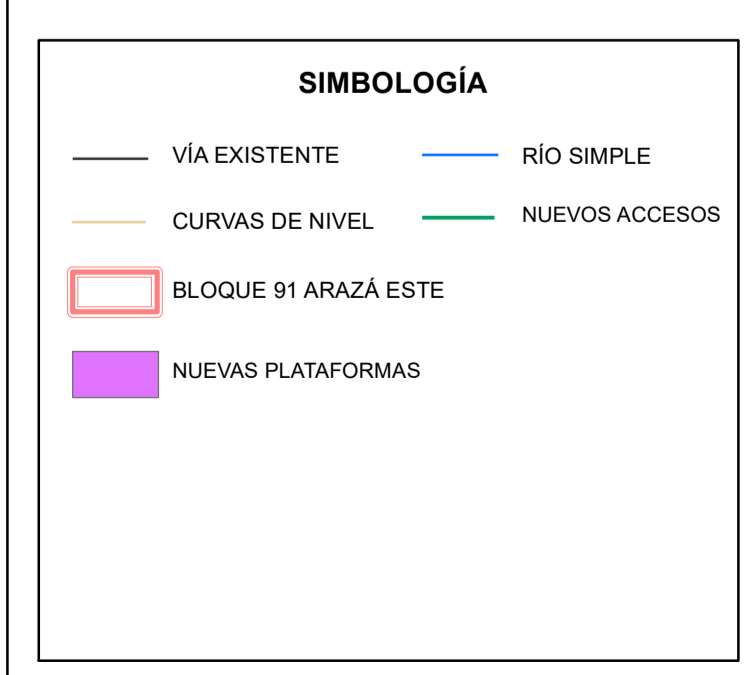 SIMBOLOGÍA
VÍA EXISTENTE
RÍO SIMPLE
CURVAS DE NIVEL
NUEVOS ACCESOS
BLOQUE 91 ARAZÁ ESTE
NUEVAS PLATAFORMAS